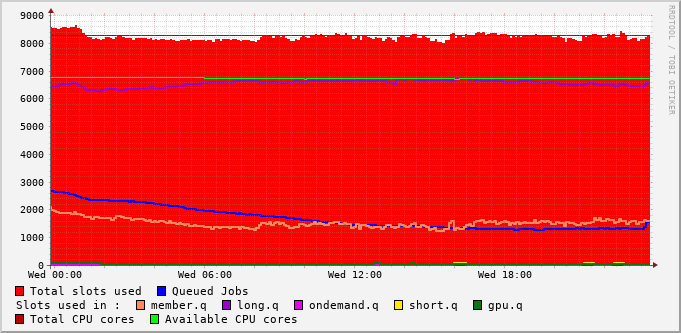 RRDTOOL / TOBI OETIKER
9000
8000
7000
6000
5000
4000
3000
2000
1000
0
Wed 00:00 Wed 06:00 Wed 12:00 Wed 18:00
Total slots used Queued Jobs
Slots used in : member.q long.q ondemand.q short.q gpu.q
Total CPU cores Available CPU cores